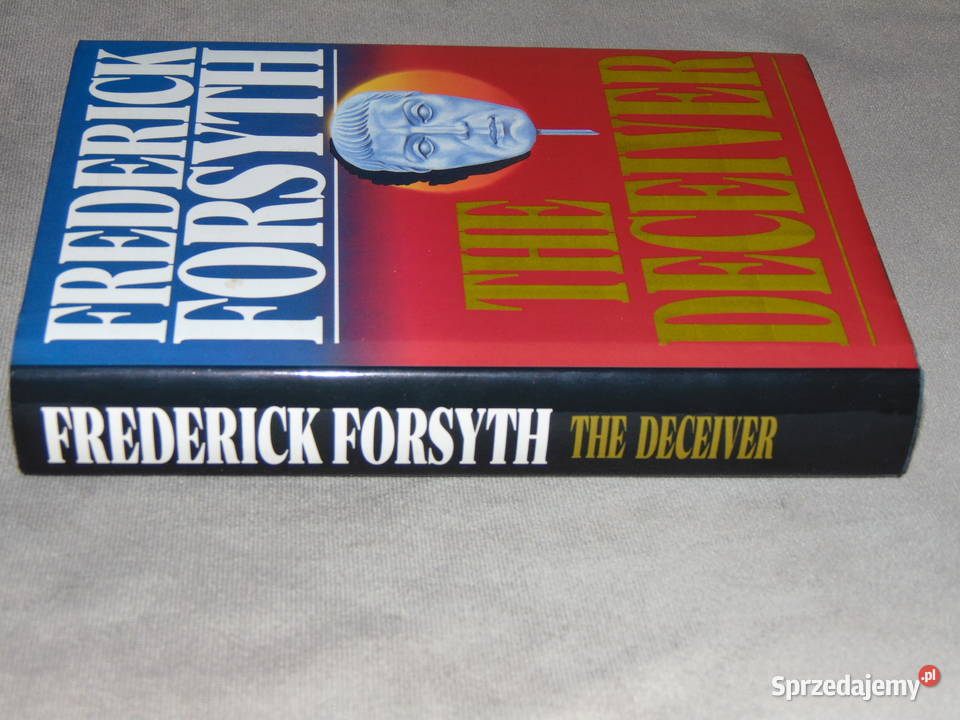 FREDERICK
FORSYTH
THE
DECEIVER
FREDERICK FORSYTH THE DECEIVER
Sprzedajemy.pl